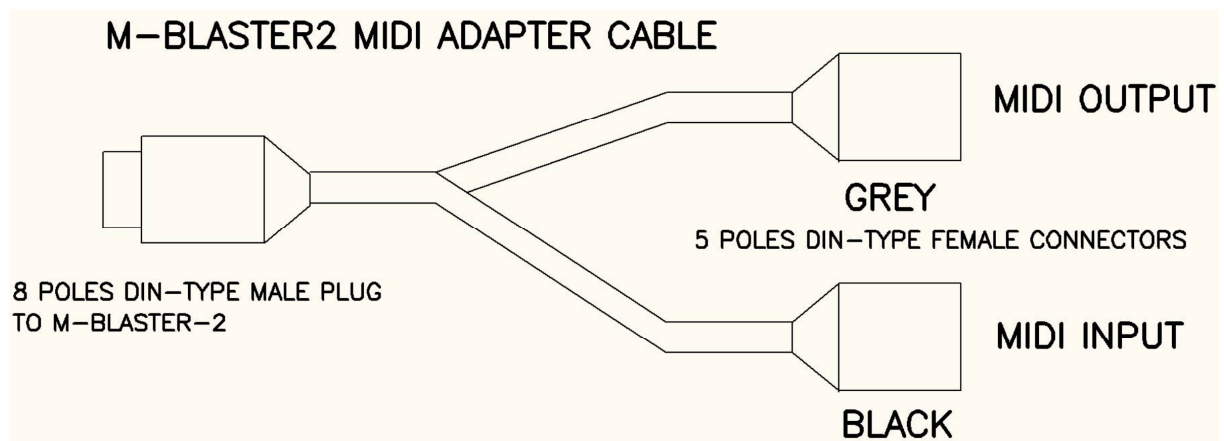 M-BLASTER2 MIDI ADAPTER CABLE
MIDI OUTPUT
GREY
5 POLES DIN-TYPE FEMALE CONNECTORS
8 POLES DIN-TYPE MALE PLUG
TO M-BLASTER-2
MIDI INPUT
BLACK